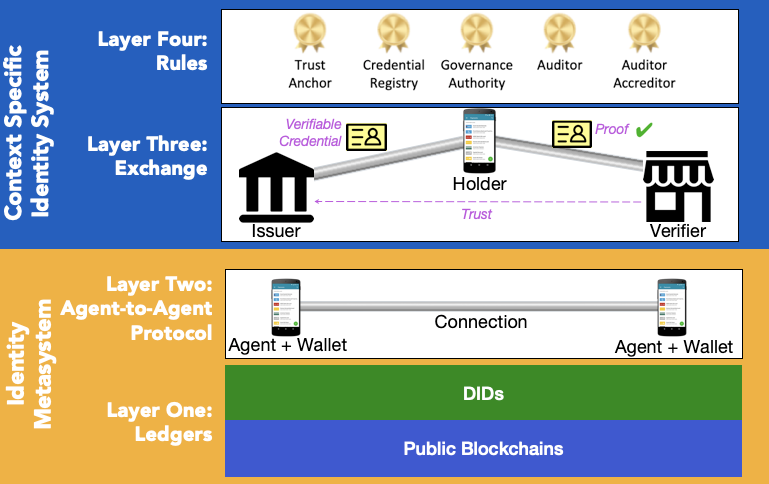 Context Specific
Identity System
Layer Four:
Rules
Trust
Anchor
Credential
Registry
Governance
Authority
Auditor
Auditor
Accreditor
Layer Three:
Exchange
Verifiable
Credential
Proof
Holder
Trust
Issuer
Verifier
Identity
Metasystem
Layer Two:
Agent-to-Agent
Protocol
Connection
Agent + Wallet
Agent + Wallet
Layer One:
Ledgers
DIDs
Public Blockchains